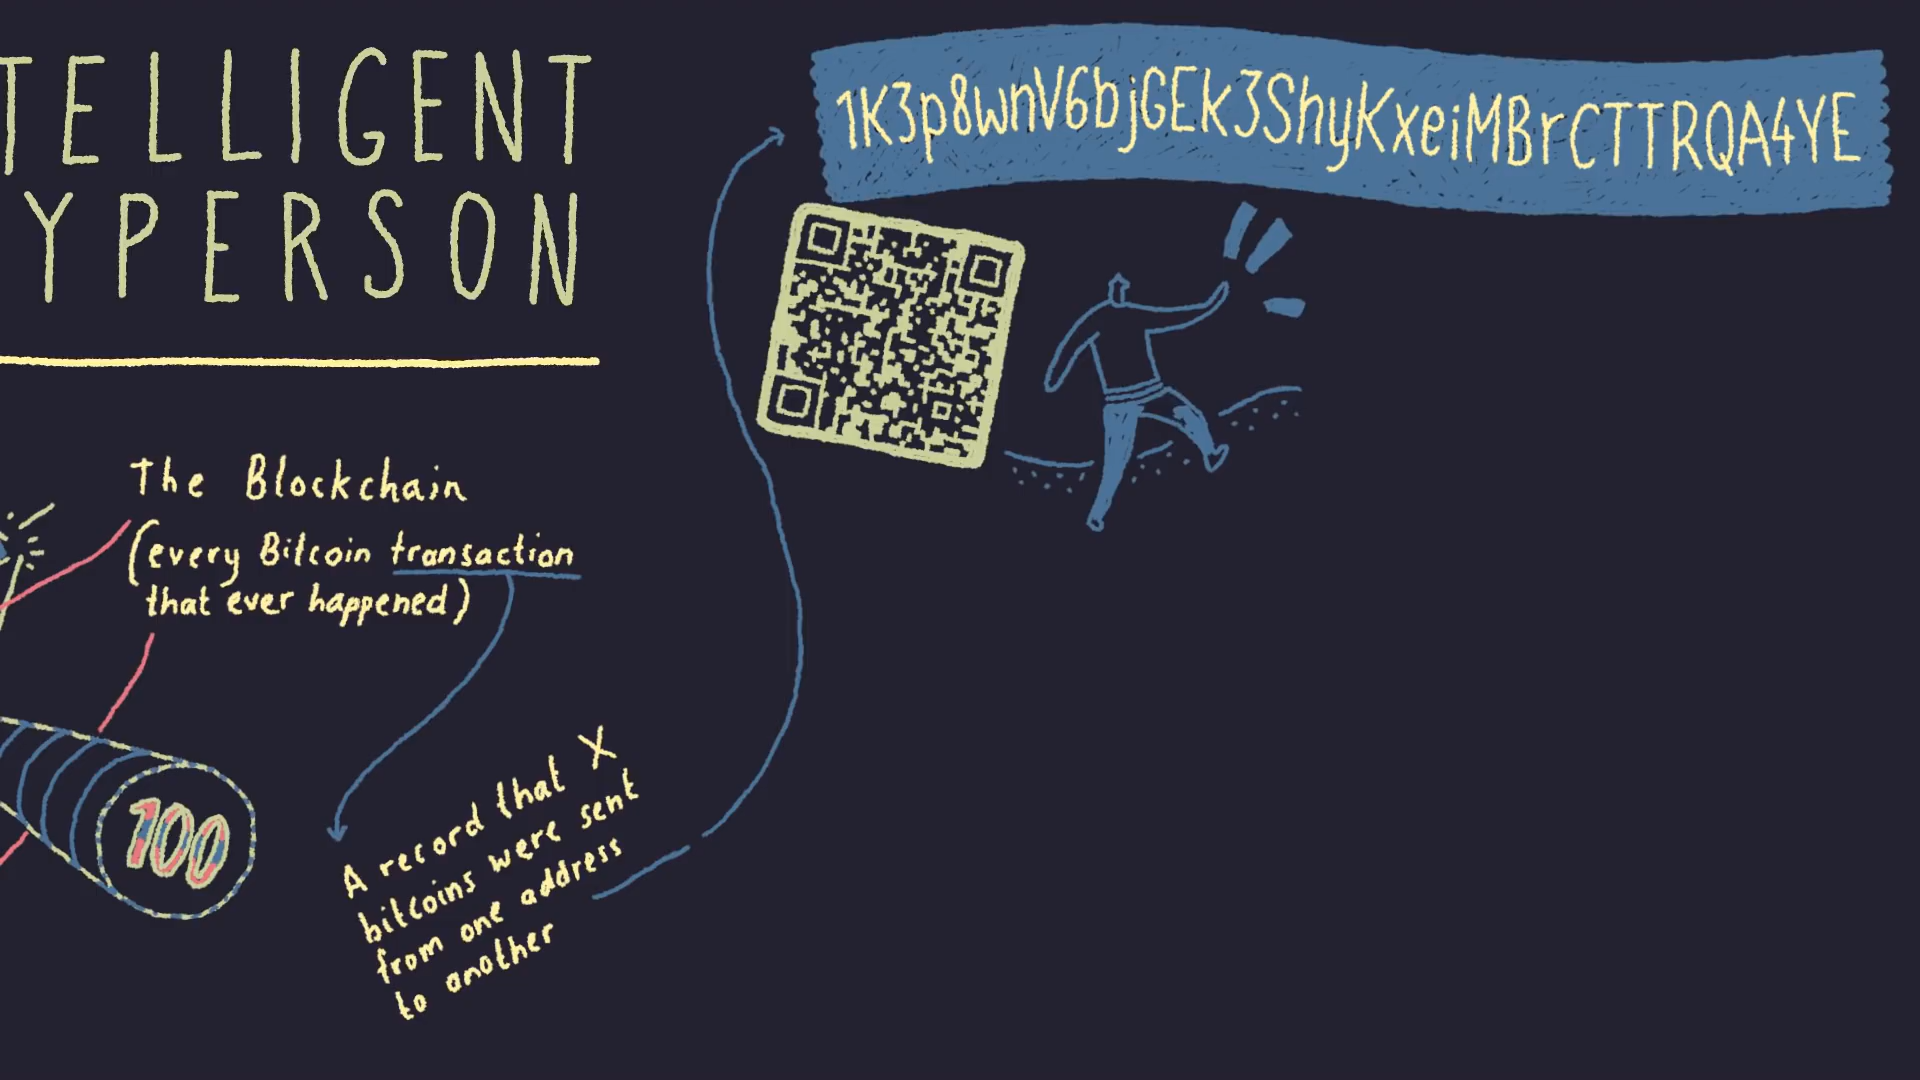 TELLIGENT
YPERSON
1K3p8wnV6bjGEk3ShyKxeiMBrCTTRQA4YE
The Blockchain
(every Bitcoin transaction
that ever happened)
100
A record that X
bitcoins were sent
from one address
to another